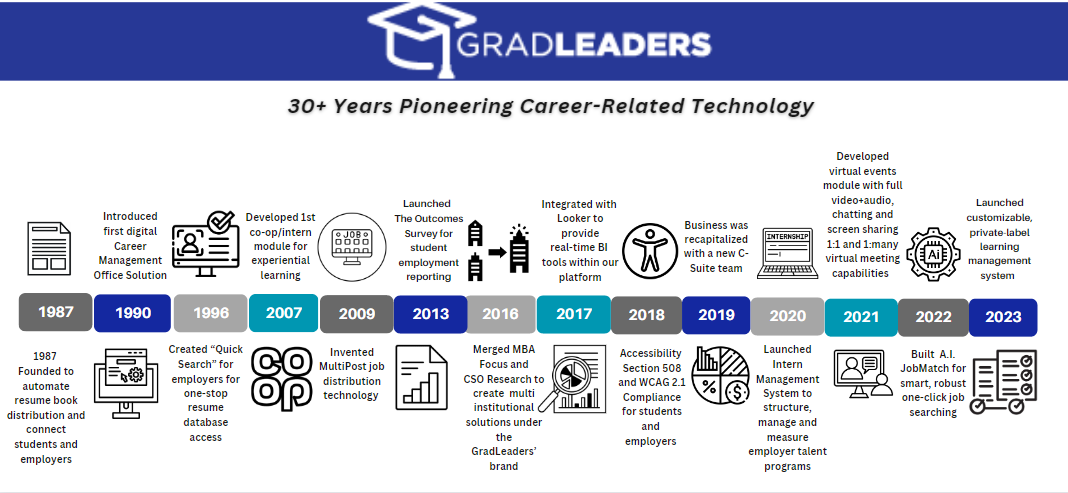 GRADLEADERS
30+ Years Pioneering Career-Related Technology
Introduced
first digital
Career
Management
Office Solution
Developed 1st
co-op/intern
module for
experiential
learning
JOB
Launched
The Outcomes
Survey for
student
employment
reporting
Integrated with
Looker to
provide
real-time BI
tools within our
platform
Business was
recapitalized
with a new C-
Suite team
INTERNSHIP
Developed
virtual events
module with full
video+audio,
chatting and
screen sharing
1:1 and 1:many
virtual meeting
capabilities
Ai
Launched
customizable,
private-label
learning
management
system
1987
1990
1996
2007
2009
2013
2016
2017
2018
2019
2020
2021
2022
2023
1987
Founded to
automate
resume book
distribution and
connect
students and
employers
Created “Quick
Search” for
employers for
one-stop
resume
database
access
CO
OP
Invented
MultiPost job
distribution
technology
Merged MBA
Focus and
CSO Research to
create multi
institutional
solutions under
the
GradLeaders’
brand
Accessibility
Section 508
and WCAG 2.1
Compliance
for students
and
employers
%
$
Launched
Intern
Management
System to
structure,
manage and
measure
employer talent
programs
Built A.I.
JobMatch for
smart, robust
one-click job
searching